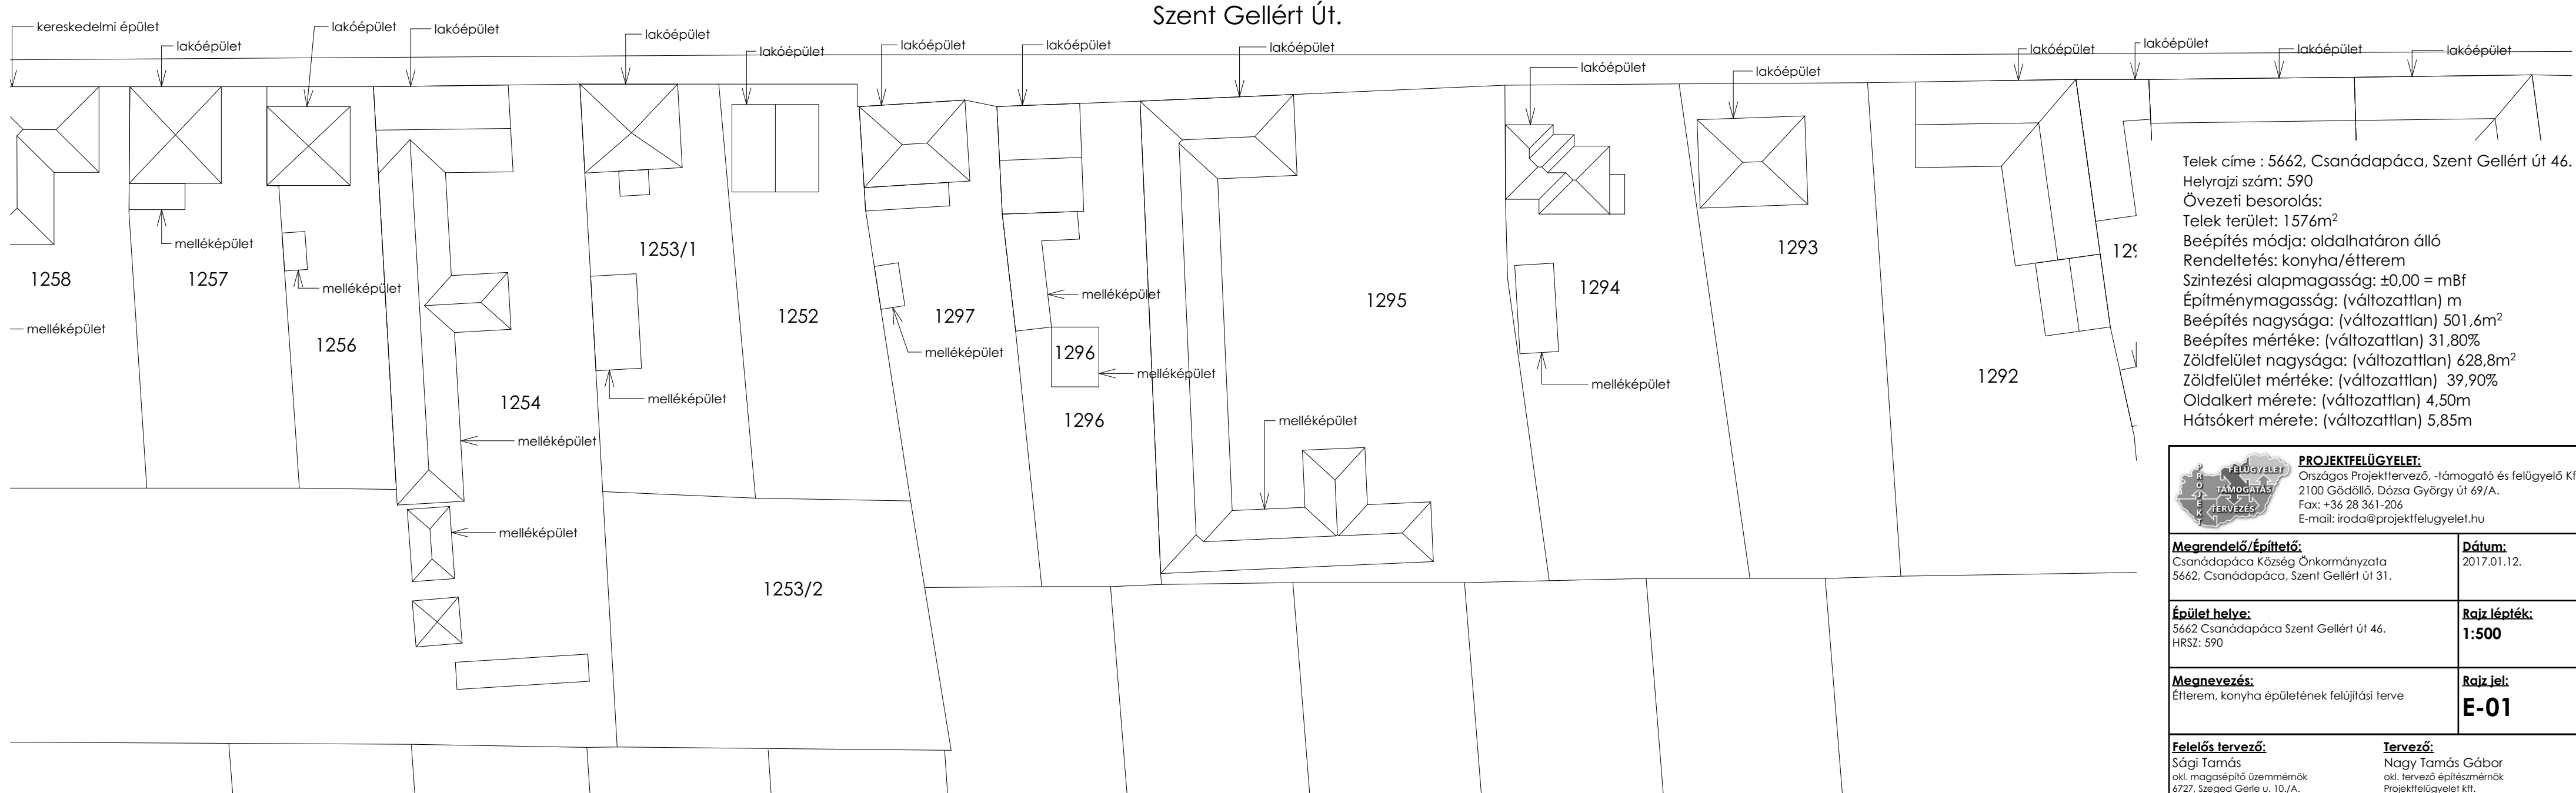 Szent Gellért Út.
kereskedelmi épület
lakóépület
lakóépület
lakóépület
lakóépület
lakóépület
lakóépület
lakóépület
lakóépület
lakóépület
lakóépület
lakóépület
lakóépület
lakóépület
lakóépület
melléképület
melléképület
melléképület
melléképület
melléképület
melléképület
melléképület
melléképület
melléképület
melléképület
melléképület
melléképület
1258
1257
1256
1254
1253/1
1252
1297
1296
1296
1295
1294
1293
1292
1253/2
Telek címe : 5662, Csanádapáca, Szent Gellért út 46.
Helyrajzi szám: 590
Övezeti besorolás:
Telek terület: 1576m²
Beépítés módja: oldalhatáron álló
Rendeltetés: konyha/étterem
Szintezési alapmagasság: ±0,00 = mBf
Építménymagasság: (változattlan) m
Beépítés nagysága: (változattlan) 501,6m²
Beépítes mértéke: (változattlan) 31,80%
Zöldfelület nagysága: (változattlan) 628,8m²
Zöldfelület mértéke: (változattlan) 39,90%
Oldalkert mérete: (változattlan) 4,50m
Hátsókert mérete: (változattlan) 5,85m
PROJEKT
FELÜGYELET
TÁMOGATÁS
TERVEZÉS
PROJEKTFELÜGYELET:
Országos Projekttervező, -támogató és felügyelő
2100 Gödöllő, Dózsa György út 69/A.
Fax: +36 28 361-206
E-mail: iroda@projektfelugyelet.hu
Megrendelő/Építtető:
Csanádapáca Község Önkormányzata
5662, Csanádapáca, Szent Gellért út 31.
Dátum:
2017.01.12.
Épület helye:
5662 Csanádapáca Szent Gellért út 46.
HRSZ: 590
Rajz lépték:
1:500
Megnevezés:
Étterem, konyha épületének felújítási terve
Rajz jel:
E-01
Felelős tervező:
Sági Tamás
okl. magasépítő üzemmérnök
6727, Szeged Gerle u. 10./A.
Tervező:
Nagy Tamás Gábor
okl. tervező építészmérnök
Projektfelügyelet kft.